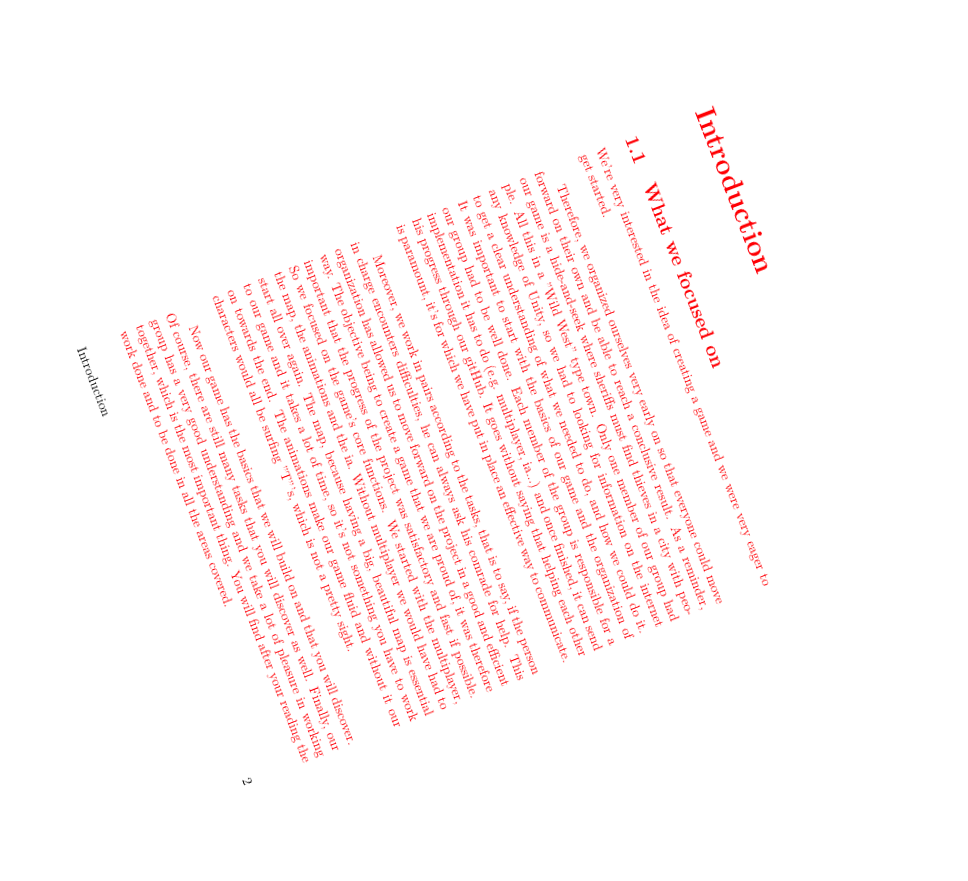 Introduction
1.1 What we focused on
We're very interested in the idea of creating a game and we were very eager to
get started.
Therefore, we organized ourselves very early on so that everyone could move
forward on their own and be able to reach a conclusive result. As a reminder,
our game is a hide-and-seek where sheriffs must find thieves in a city with peo-
ple. All this in a "Wild West" type town. Only one member of our group had
any knowledge of Unity, so we had to looking for information on the internet
to get a clear understanding of what we needed to do, and how we could do it.
It was important to start with the basics of our game and the organization of
our group had to be well done. Each member of the group is responsible for a
implementation it has to do (e.g. multiplayer, ia...) and once finished, it can send
his progress through our gitHub. It goes without saying that helping each other
is paramount, it's for which we have put in place an effective way to communicate.
Moreover, we work in pairs according to the tasks, that is to say, if the person
in charge encounters difficulties, he can always ask his comrade for help. This
organization has allowed us to move forward on the project in a good and efficient
way. The objective being to create a game that we are proud of, it was therefore
important that the progress of the project was satisfactory and fast if possible.
So we focused on the game's core functions. We started with the multiplayer,
the map, the animations and the ia. Without multiplayer we would have had to
start all over again. The map, because having a big, beautiful map is essential
to our game and it takes a lot of time, so it's not something you have to work
on towards the end. The animations make our game fluid and without it our
characters would all be surfing "T"s, which is not a pretty sight.
Now our game has the basics that we will build on and that you will discover.
Of course, there are still many tasks that you will discover as well. Finally, our
group has a very good understanding and we take a lot of pleasure in working
together, which is the most important thing. You will find after your reading the
work done and to be done in all the areas covered.
Introduction 2